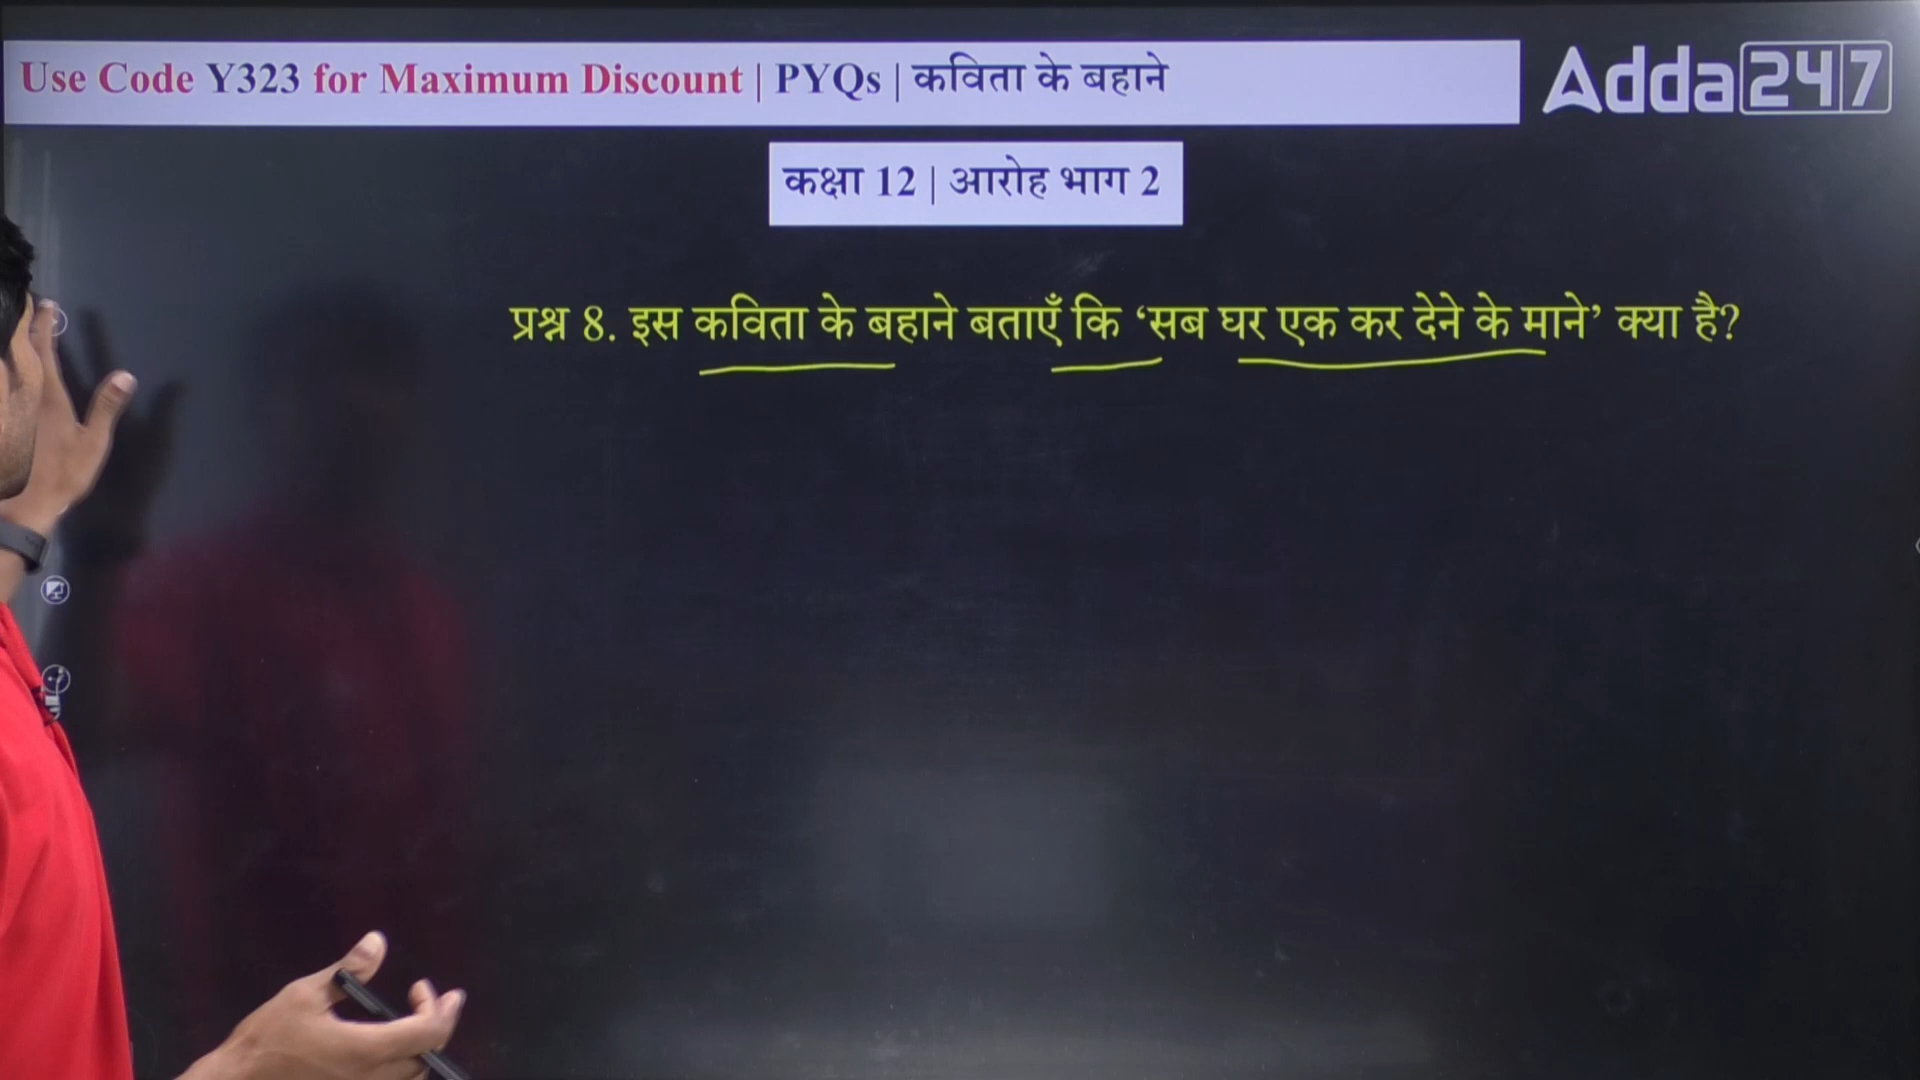 Use Code Y323 for Maximum Discount | PYQs | कविता के बहाने
Adda247
कक्षा 12 | आरोह भाग 2
प्रश्न 8. इस कविता के बहाने बताएँ कि ‘सब घर एक कर देने के माने’ क्या है?